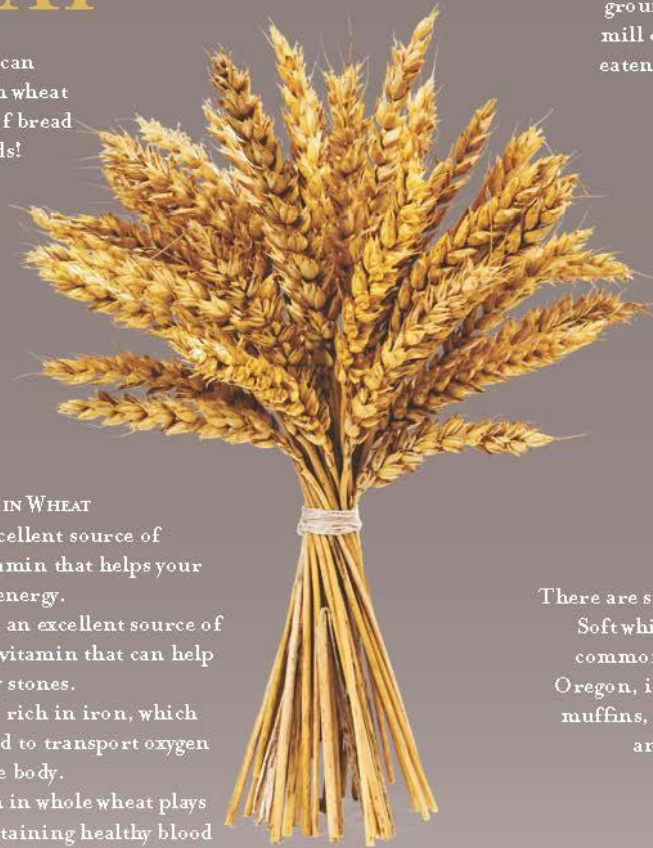 can
wheat
f bread
ds!
grou
mill
eaten
IN WHEAT
cellent source of
amin that helps your
energy.
an excellent source of
vitamin that can help
stones.
rich in iron, which
d to transport oxygen
e body.
in whole wheat plays
taining healthy blood
There are s
Soft whi
common
Oregon, i
muffins,
an